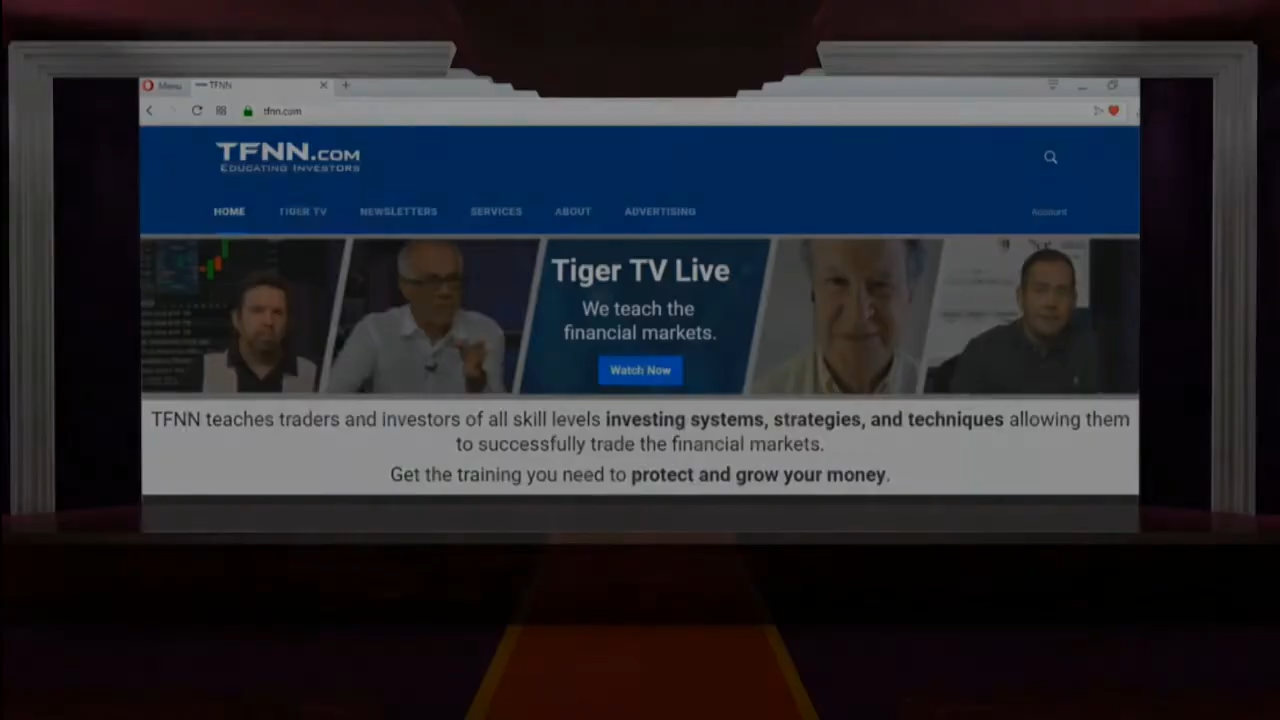 Menu
TFNN
tfnn.com
TFNN.COM
EDUCATING INVESTORS
HOME TIGER TV NEWSLETTERS SERVICES ABOUT ADVERTISING Account
Tiger TV Live
We teach the
financial markets.
Watch Now
TFNN teaches traders and investors of all skill levels investing systems, strategies, and techniques allowing them
to successfully trade the financial markets.
Get the training you need to protect and grow your money.